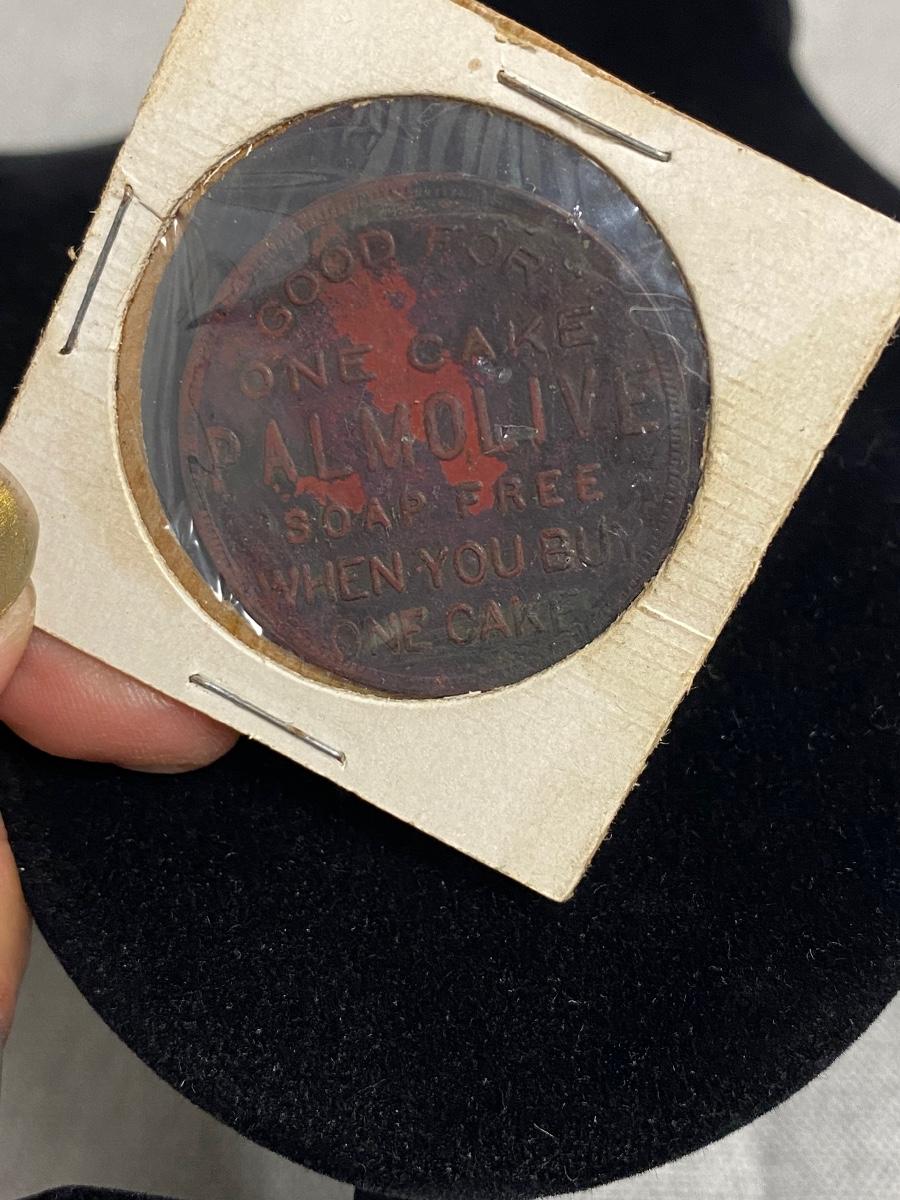 GOOD FOR
ONE CAKE
PALMOLIVE
SOAP FREE
WHEN YOU BUY
ONE CAKE